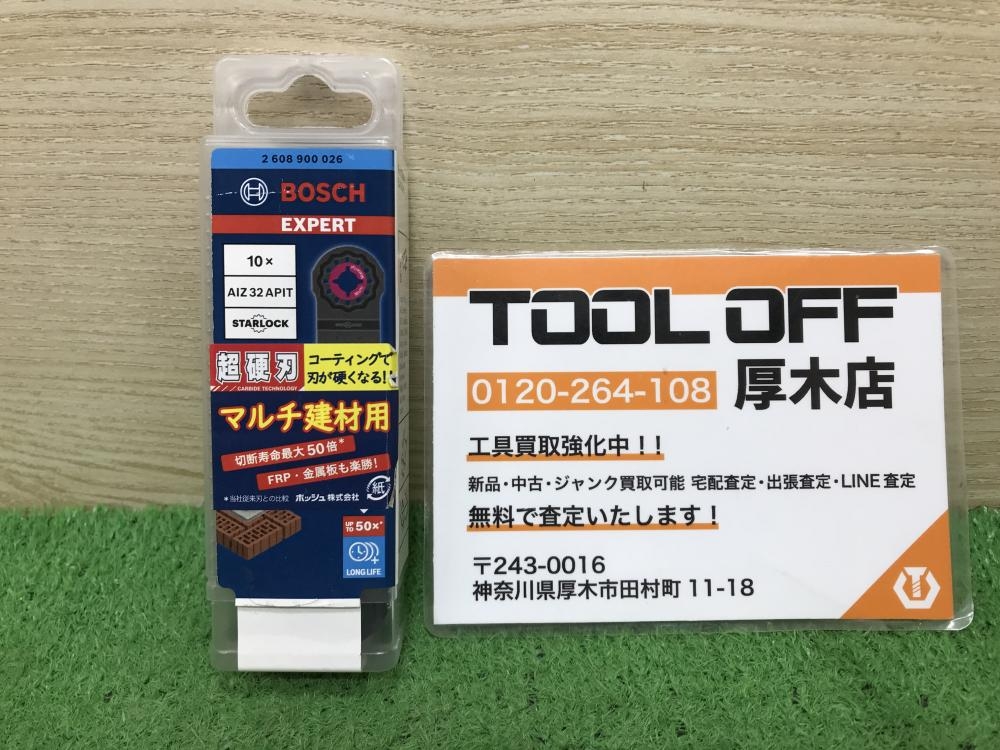 2 608 900 026
BOSCH
EXPERT
10×
AIZ 32 APIT
STARLOCK
超硬刃
CARBIDE TECHNOLOGY
コーティングで
刃が硬くなる!
マルチ建材用
切断寿命最大50倍*
FRP・金属板も楽勝!
*当社従来刃との比較 ボッシュ株式会社
紙
UP TO 50×*
LONG LIFE
TOOL OFF
0120-264-108 厚木店
工具買取強化中!!
新品・中古・ジャンク買取可能 宅配査定・出張査定・LINE査定
無料で査定いたします!
〒243-0016
神奈川県厚木市田村町 11-18